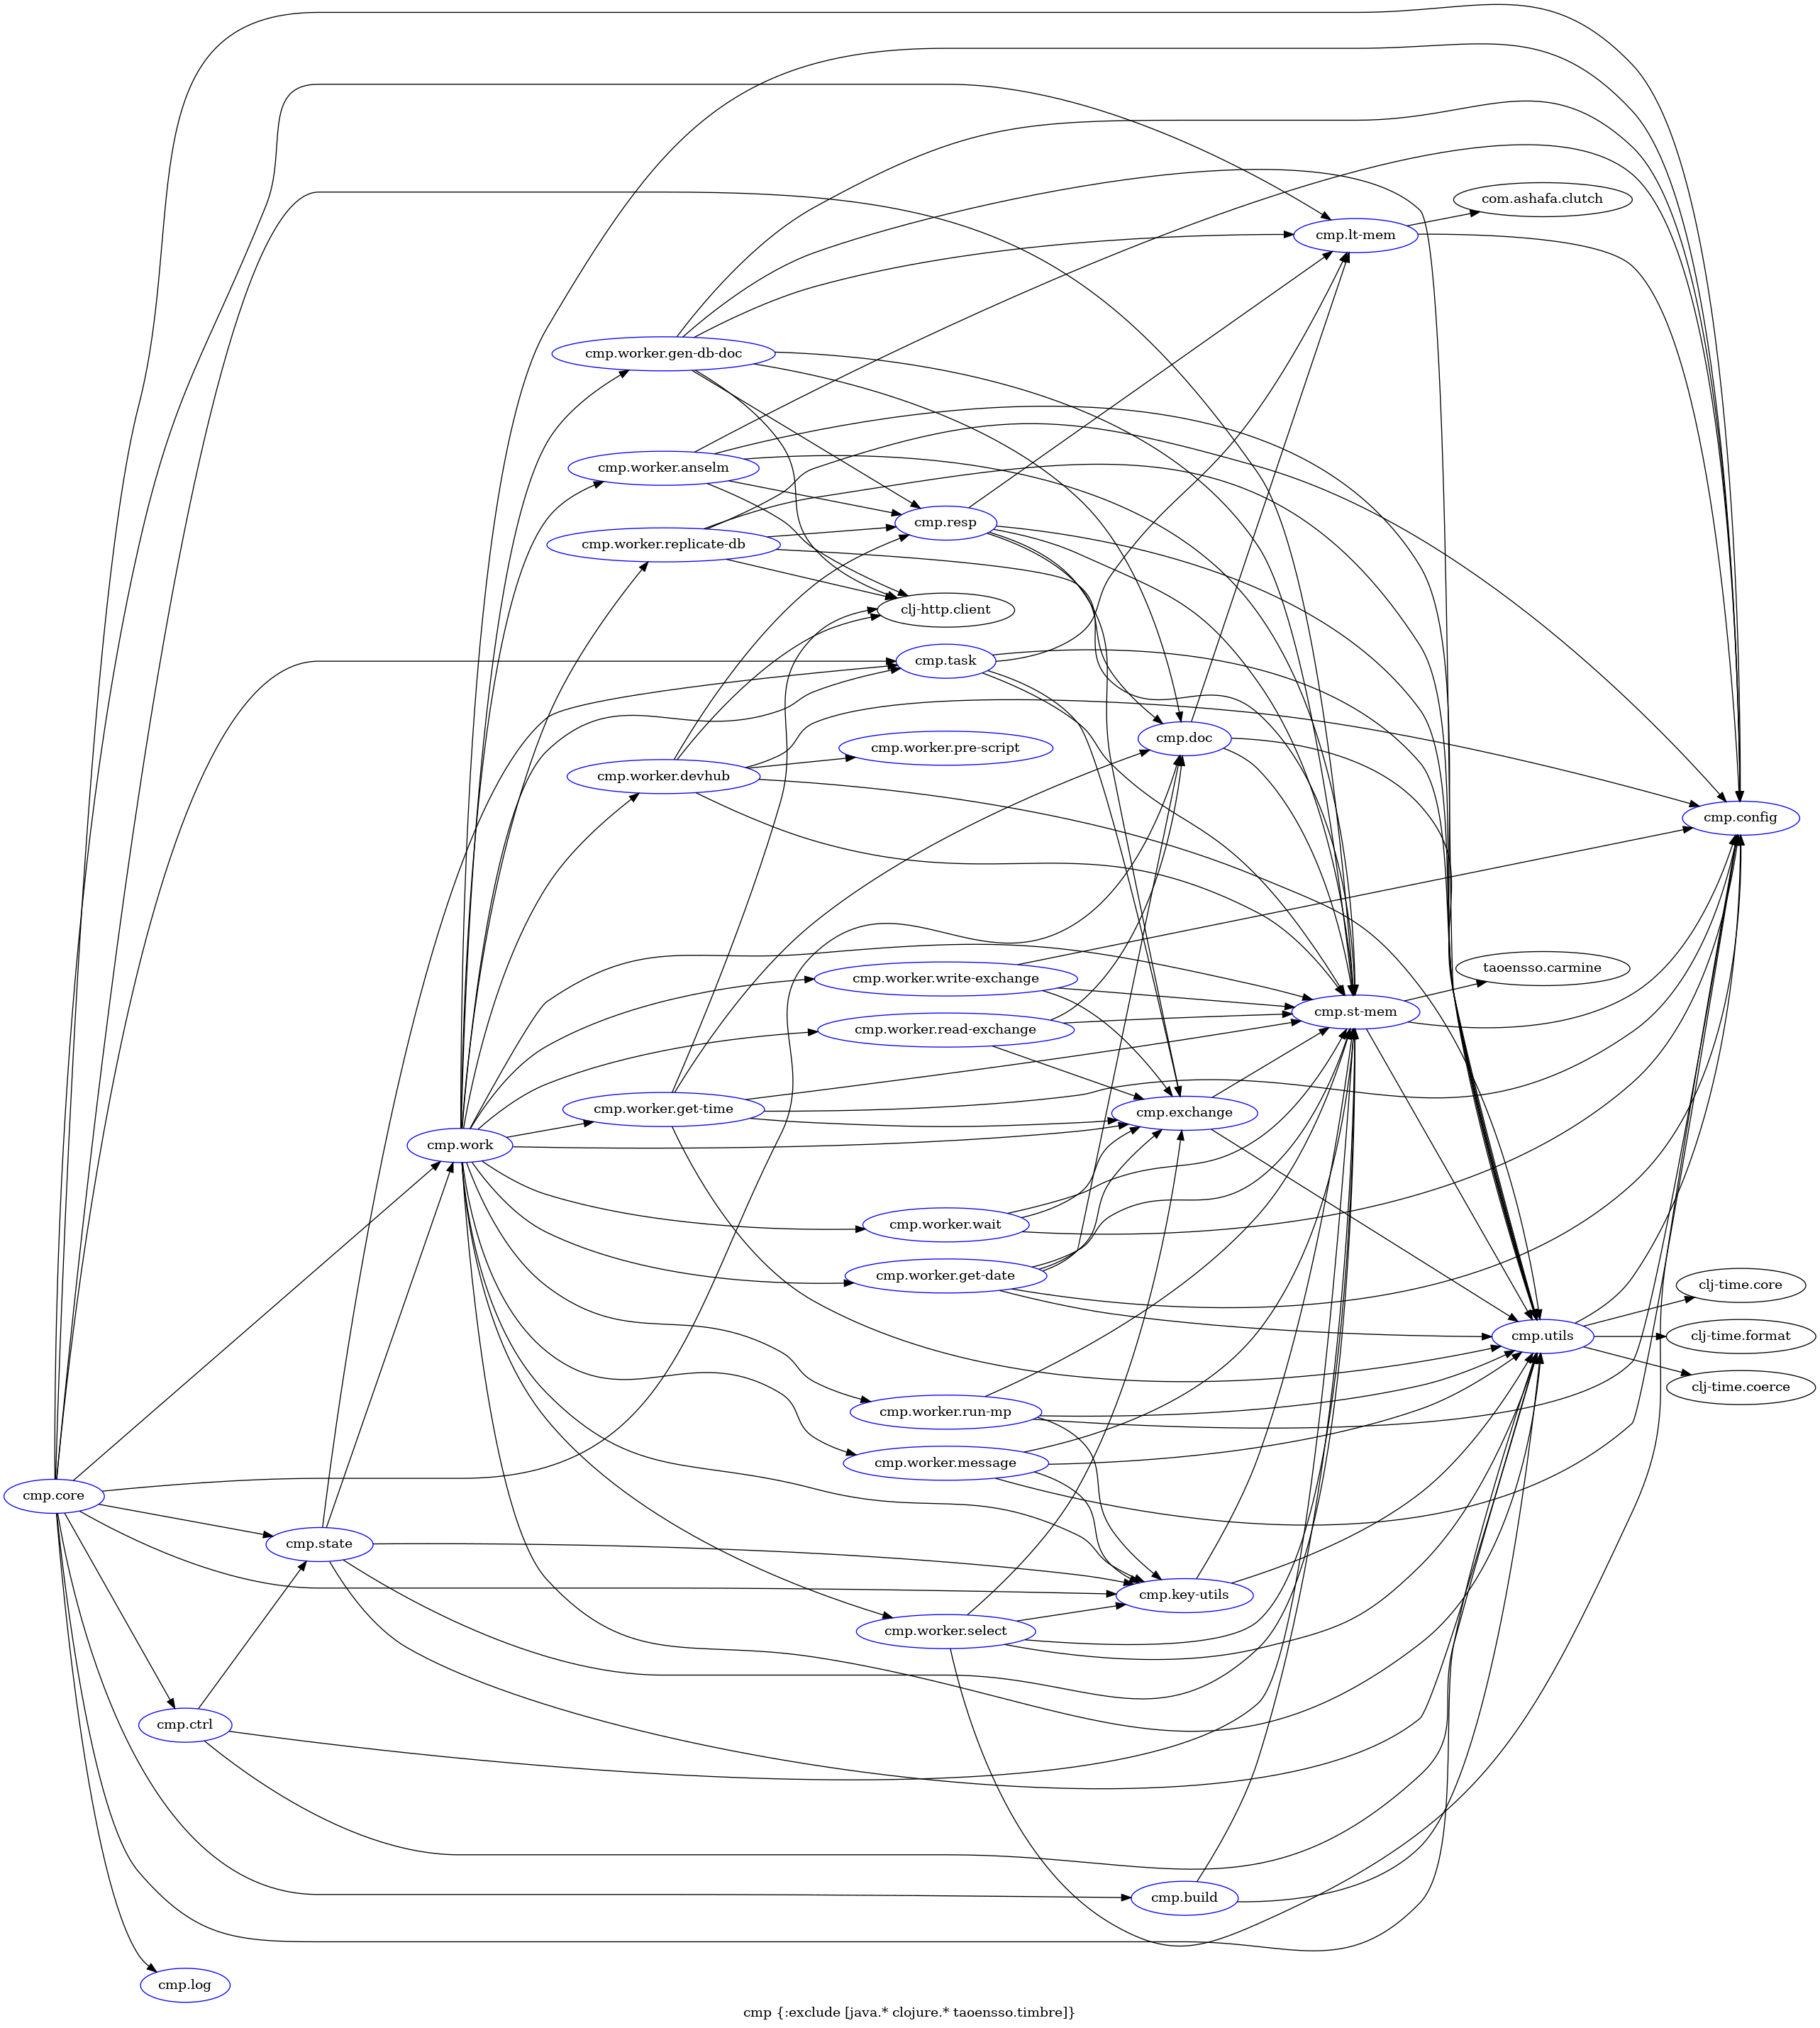 com.ashafa.clutch
cmp.lt-mem
cmp.worker.gen-db-doc
cmp.worker.anselm
cmp.resp
cmp.worker.replicate-db
clj-http.client
cmp.task
cmp.doc
cmp.worker.pre-script
cmp.worker.devhub
cmp.config
taoensso.carmine
cmp.worker.write-exchange
cmp.st-mem
cmp.worker.read-exchange
cmp.worker.get-time
cmp.exchange
cmp.work
cmp.worker.wait
cmp.worker.get-date
clj-time.core
cmp.utils
clj-time.format
clj-time.coerce
cmp.worker.run-mp
cmp.worker.message
cmp.core
cmp.state
cmp.key-utils
cmp.worker.select
cmp.ctrl
cmp.build
cmp.log
cmp {:exclude [java.* clojure.* taoensso.timbre]}